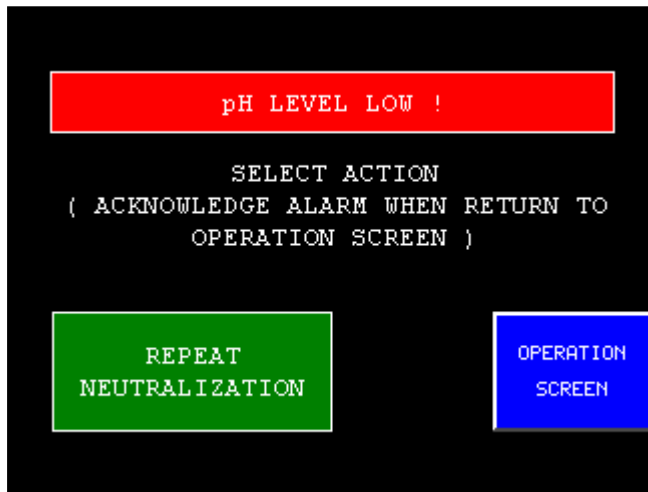 pH LEVEL LOW !
SELECT ACTION
( ACKNOWLEDGE ALARM WHEN RETURN TO
OPERATION SCREEN )
REPEAT
NEUTRALIZATION
OPERATION
SCREEN